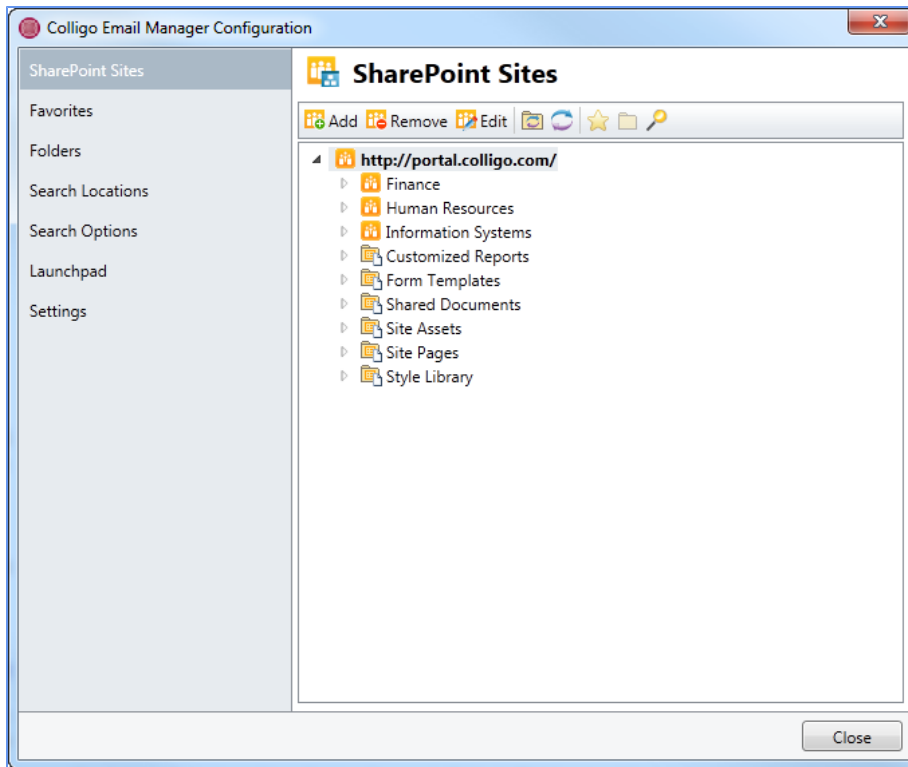 Colligo Email Manager Configuration
SharePoint Sites
Favorites
Folders
Search Locations
Search Options
Launchpad
Settings
SharePoint Sites
Add Remove Edit
http://portal.colligo.com/
Finance
Human Resources
Information Systems
Customized Reports
Form Templates
Shared Documents
Site Assets
Site Pages
Style Library
Close